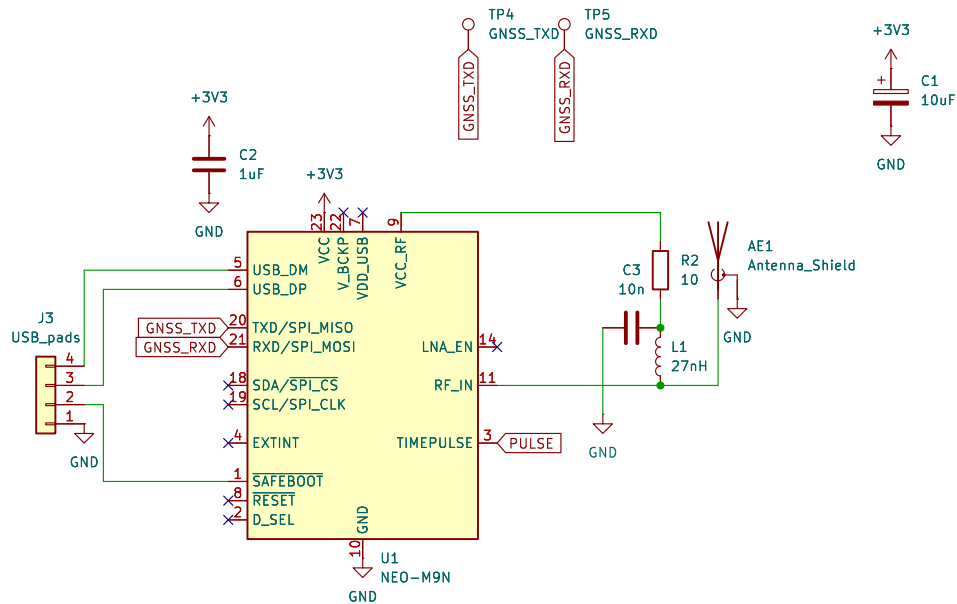 TP4
GNSS_TXD
TP5
GNSS_RXD
GNSS_TXD
GNSS_RXD
+3V3
+
C1
10uF
GND
+3V3
C2
1uF
GND
+3V3
23
22
7
9
VCC
V_BCKP
VDD_USB
VCC_RF
5
USB_DM
6
USB_DP
GNSS_TXD
20
TXD/SPI_MISO
GNSS_RXD
21
RXD/SPI_MOSI
18
SDA/SPI_CS
19
SCL/SPI_CLK
4
EXTINT
1
SAFEBOOT
8
RESET
2
D_SEL
LNA_EN
14
RF_IN
11
TIMEPULSE
3
PULSE
GND
10
U1
NEO-M9N
GND
J3
USB_pads
4
3
2
1
GND
C3
10n
R2
10
L1
27nH
GND
AE1
Antenna_Shield
GND